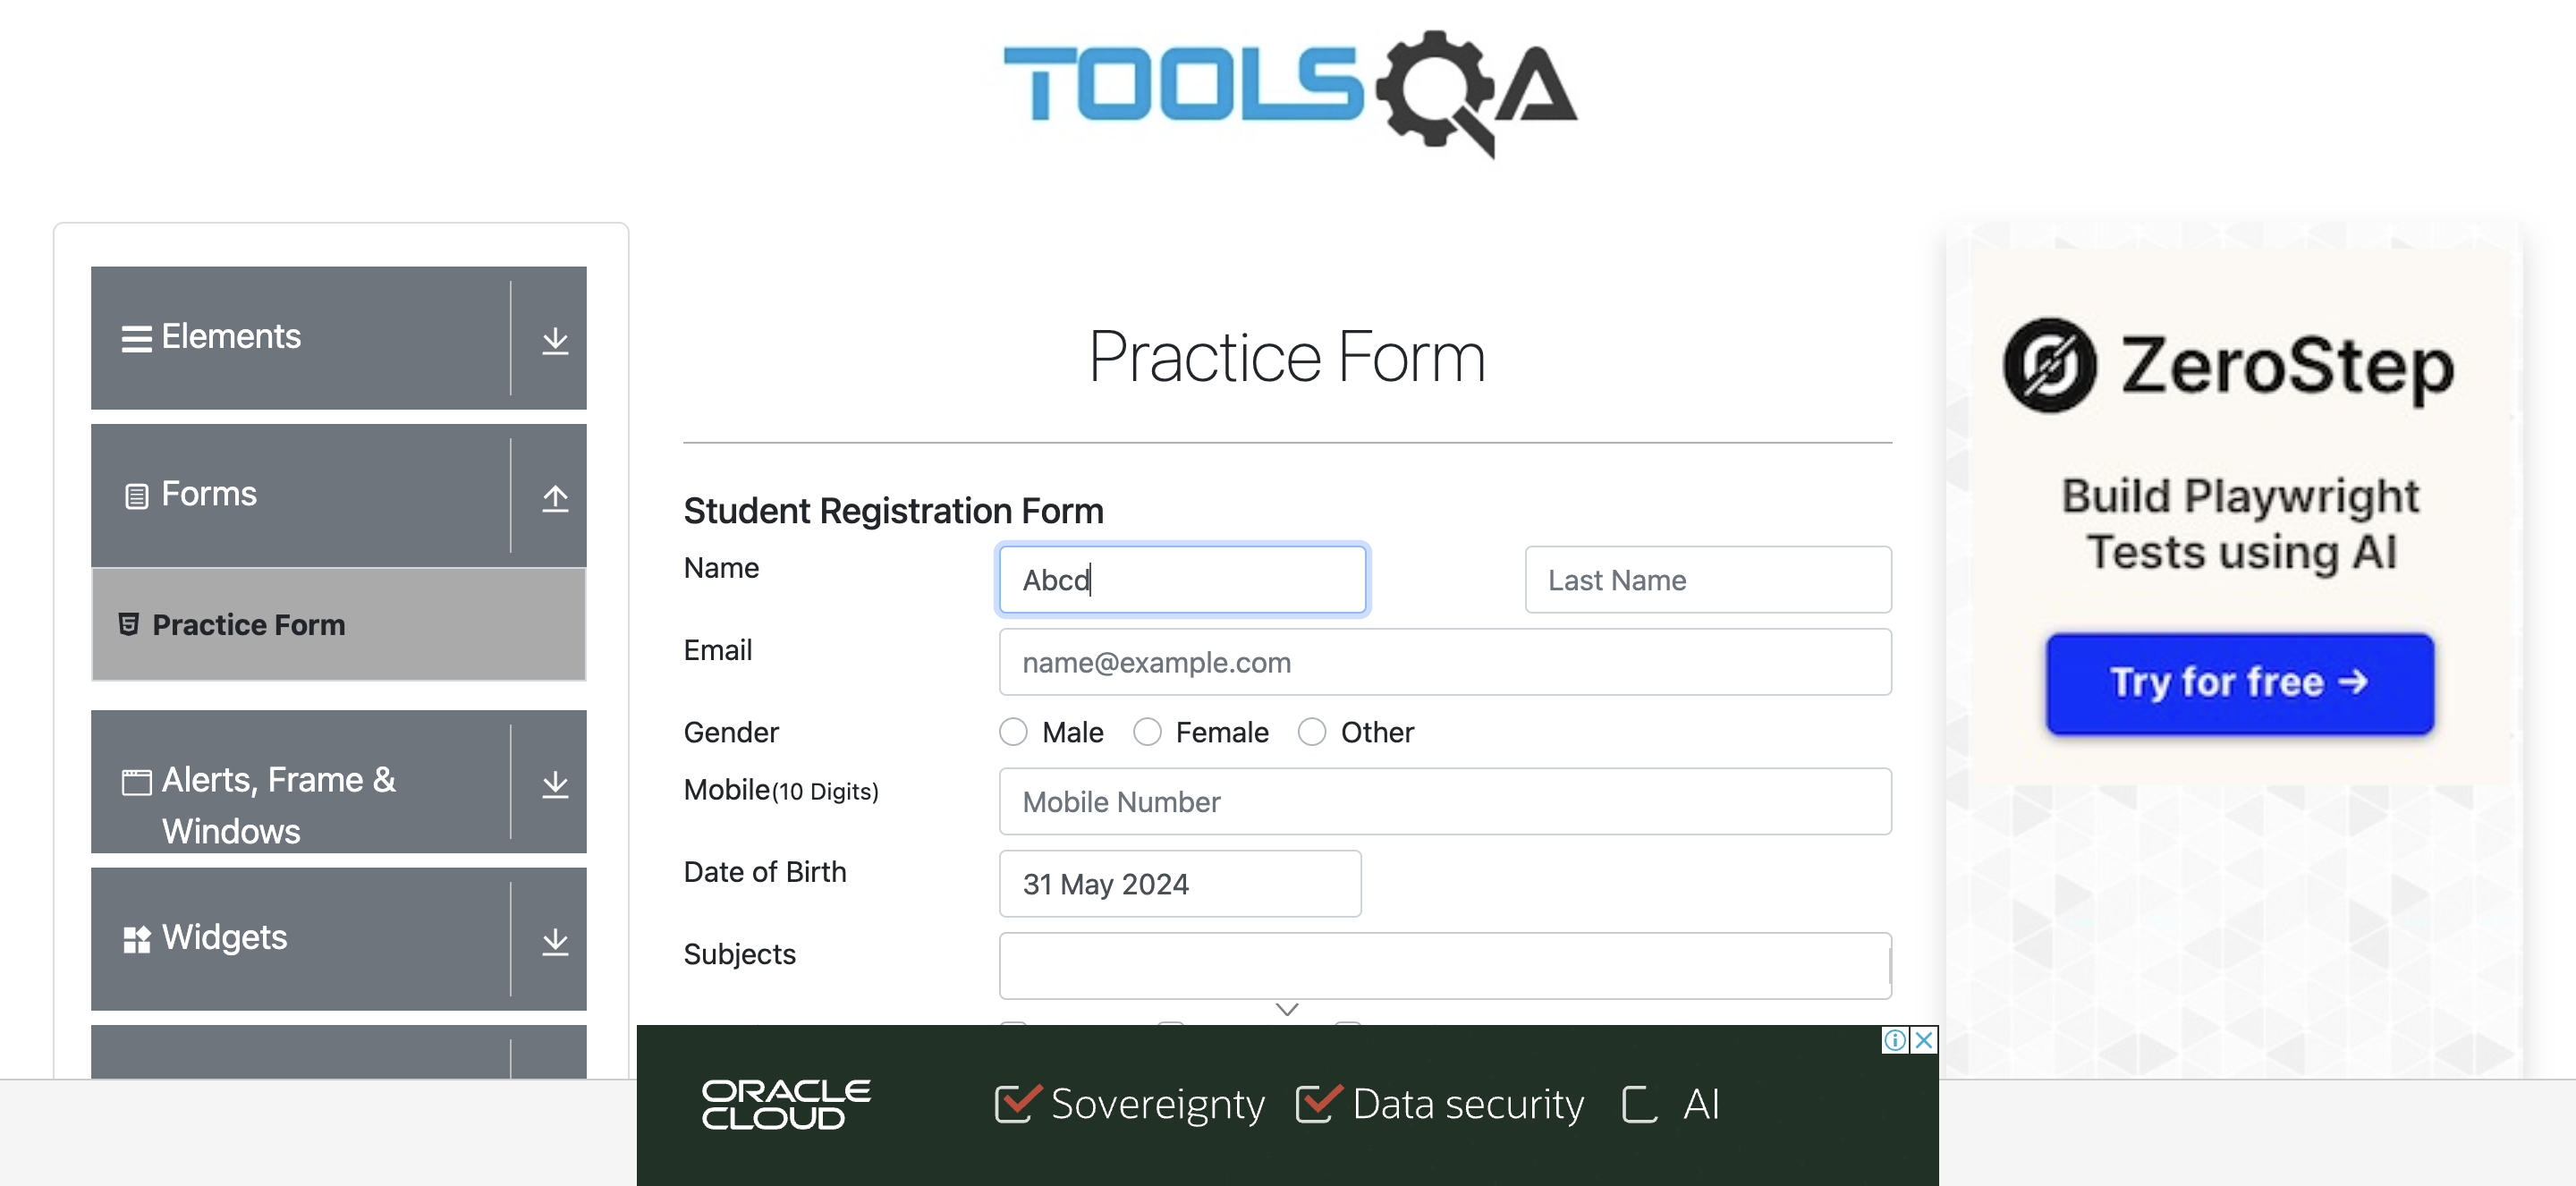 TOOLSQA
Elements
Forms
Practice Form
Alerts, Frame &
Windows
Widgets
Practice Form
Student Registration Form
Name
Abcd
Last Name
Email
name@example.com
Gender
Male
Female
Other
Mobile(10 Digits)
Mobile Number
Date of Birth
31 May 2024
Subjects
ZeroStep
Build Playwright
Tests using AI
Try for free →
ORACLE
CLOUD
Sovereignty
Data security
AI